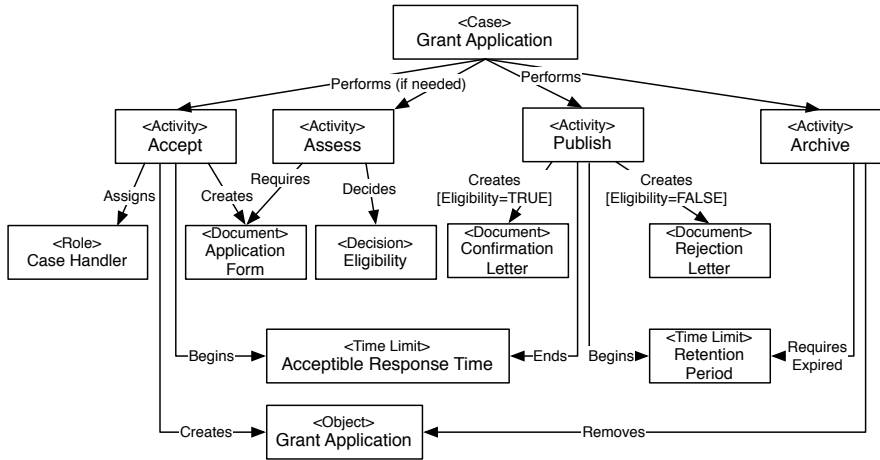 <Case>
Grant Application
Performs (if needed)
Performs
<Activity>
Accept
<Activity>
Assess
<Activity>
Publish
<Activity>
Archive
Assigns
Creates
Requires
Decides
Creates
[Eligibility=TRUE]
Creates
[Eligibility=FALSE]
<Role>
Case Handler
<Document>
Application
Form
<Decision>
Eligibility
<Document>
Confirmation
Letter
<Document>
Rejection
Letter
Begins
<Time Limit>
Acceptible Response Time
Ends
Begins
<Time Limit>
Retention
Period
Requires
Expired
Creates
<Object>
Grant Application
Removes